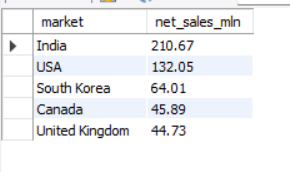 market net_sales_mln
India 210.67
USA 132.05
South Korea 64.01
Canada 45.89
United Kingdom 44.73